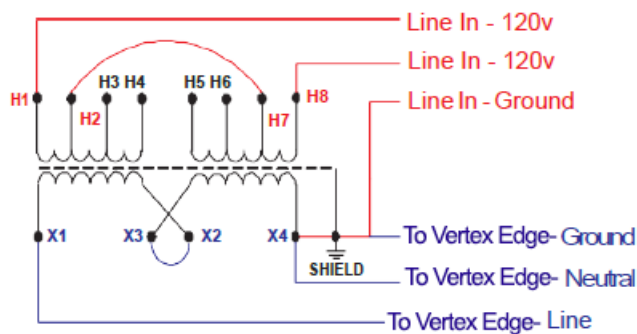 Line In - 120v
Line In - 120v
Line In - Ground
H1
H2
H3 H4
H5 H6
H7
H8
X1
X3
X2
X4
SHIELD
To Vertex Edge- Ground
To Vertex Edge- Neutral
To Vertex Edge- Line